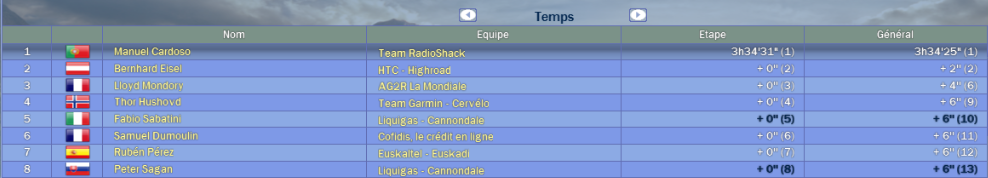 Temps
Nom Equipe Etape Général
1 Manuel Cardoso Team RadioShack 3h34'31" (1) 3h34'25" (1)
2 Bernhard Eisel HTC - Highroad + 0" (2) + 2" (2)
3 Lloyd Mondory AG2R La Mondiale + 0" (3) + 4" (6)
4 Thor Hushovd Team Garmin - Cervélo + 0" (4) + 6" (9)
5 Fabio Sabatini Liquigas - Cannondale + 0" (5) + 6" (10)
6 Samuel Dumoulin Cofidis, le crédit en ligne + 0" (6) + 6" (11)
7 Rubén Pérez Euskaltel - Euskadi + 0" (7) + 6" (12)
8 Peter Sagan Liquigas - Cannondale + 0" (8) + 6" (13)